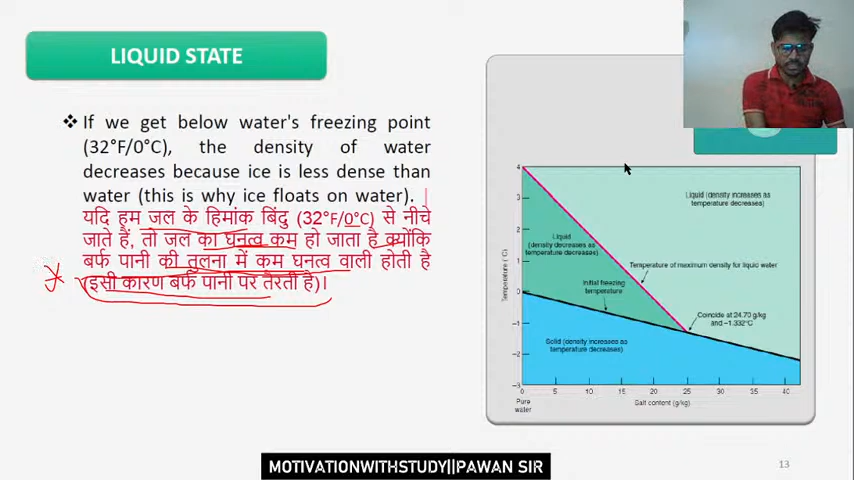 LIQUID STATE
❖ If we get below water's freezing point
(32°F/0°C), the density of water
decreases because ice is less dense than
water (this is why ice floats on water).
यदि हम जल के हिमांक बिंदु (32°F/0°C) से नीचे
जाते हैं, तो जल का घनत्व कम हो जाता है क्योंकि
बर्फ पानी की तुलना में कम घनत्व वाली होती है
(इसी कारण बर्फ पानी पर तैरती है)।
4
3
2
1
0
−1
−2
−3
Temperature (°C)
Liquid (density increases as
temperature decreases)
Liquid
(density decreases as
temperature decreases)
Temperature of maximum density for liquid water
Initial freezing
temperature
Coincide at 24.70 g/kg
and −1.332°C
Solid (density increases as
temperature decreases)
0 5 10 15 20 25 30 35 40
Pure
water
Salt content (g/kg)
MOTIVATIONWITHSTUDY||PAWAN SIR
13